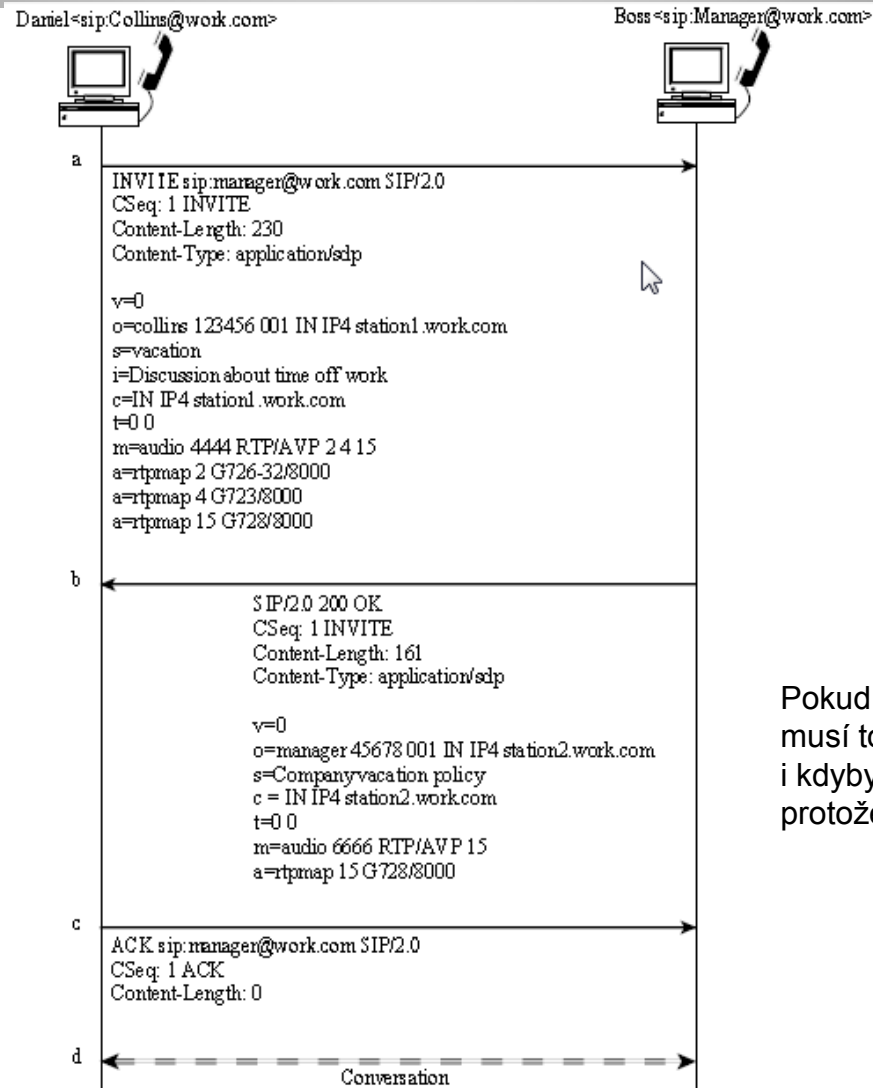 Daniel<sip:Collins@work.com>
Boss<sip:Manager@work.com>
a
INVITE sip:manager@work.com SIP/2.0
CSeq: 1 INVITE
Content-Length: 230
Content-Type: application/sdp
v=0
o=collins 123456 001 IN IP4 station1.work.com
s=vacation
i=Discussion about time off work
c=IN IP4 station1.work.com
t=0 0
m=audio 4444 RTP/AVP 2 4 15
a=rtpmap 2 G726-32/8000
a=rtpmap 4 G723/8000
a=rtpmap 15 G728/8000
b
SIP/2.0 200 OK
CSeq: 1 INVITE
Content-Length: 161
Content-Type: application/sdp
v=0
o=manager 45678 001 IN IP4 station2.work.com
s=Company vacation policy
c = IN IP4 station2.work.com
t=0 0
m=audio 6666 RTP/AVP 15
a=rtpmap 15 G728/8000
Pokud
musí
i kdyby
c
ACK sip:manager@work.com SIP/2.0
CSeq: 1 ACK
Content-Length: 0
d
Conversation